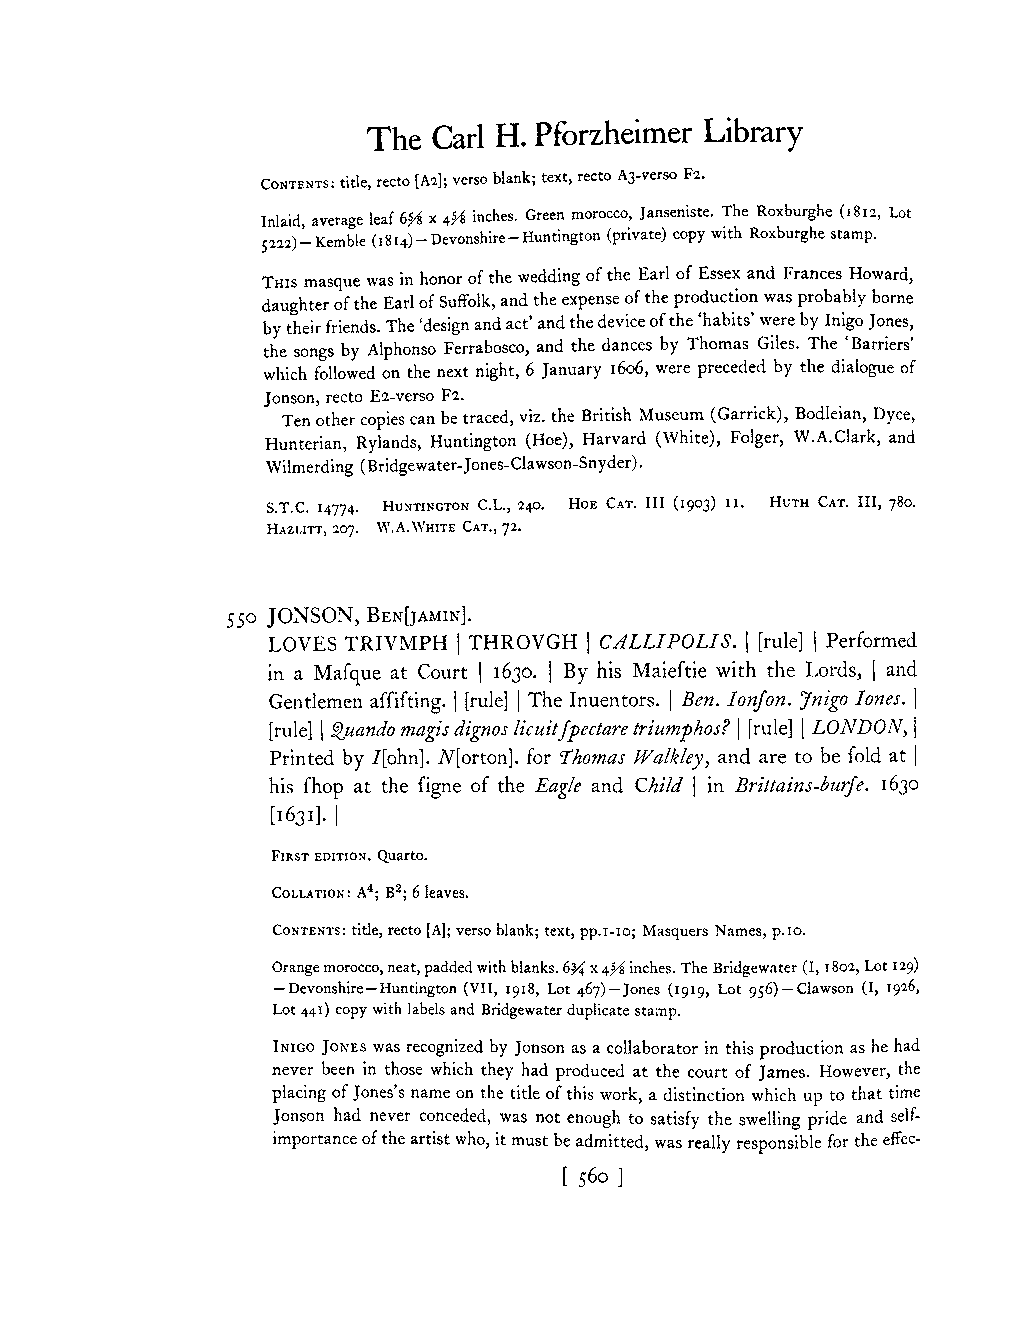 The Carl H. Pforzheimer Library
CONTENTS: title, recto [A2]; verso blank; text, recto A3-verso F2.
Inlaid, average leaf 6⅝ x 4⅝ inches. Green morocco, Janseniste. The Roxburghe (1812, Lot
5222)—Kemble (1814)—Devonshire—Huntington (private) copy with Roxburghe stamp.
THIS masque was in honor of the wedding of the Earl of Essex and Frances Howard,
daughter of the Earl of Suffolk, and the expense of the production was probably borne
by their friends. The 'design and act' and the device of the 'habits' were by Inigo Jones,
the songs by Alphonso Ferrabosco, and the dances by Thomas Giles. The 'Barriers'
which followed on the next night, 6 January 1606, were preceded by the dialogue of
Jonson, recto E2-verso F2.
Ten other copies can be traced, viz. the British Museum (Garrick), Bodleian, Dyce,
Hunterian, Rylands, Huntington (Hoe), Harvard (White), Folger, W.A.Clark, and
Wilmerding (Bridgewater-Jones-Clawson-Snyder).
S.T.C. 14774. HUNTINGTON C.L., 240. HOE CAT. III (1903) 11. HUTH CAT. III, 780.
HAZLITT, 207. W.A.WHITE CAT., 72.
550 JONSON, BEN[JAMIN].
LOVES TRIVMPH | THROVGH | CALLIPOLIS. | [rule] | Performed
in a Maſque at Court | 1630. | By his Maieſtie with the Lords, | and
Gentlemen aſſiſting. | [rule] | The Inuentors. | Ben. Ionſon. Jnigo Iones. |
[rule] | Quando magis dignos licuit ſpectare triumphos? | [rule] | LONDON, |
Printed by I[ohn]. N[orton]. for Thomas Walkley, and are to be ſold at |
his ſhop at the ſigne of the Eagle and Child | in Brittains-burſe. 1630
[1631]. |
FIRST EDITION. Quarto.
COLLATION: A⁴; B²; 6 leaves.
CONTENTS: title, recto [A]; verso blank; text, pp.1-10; Masquers Names, p.10.
Orange morocco, neat, padded with blanks. 6¾ x 4⅝ inches. The Bridgewater (I, 1802, Lot 129)
—Devonshire—Huntington (VII, 1918, Lot 467)—Jones (1919, Lot 956)—Clawson (I, 1926,
Lot 441) copy with labels and Bridgewater duplicate stamp.
INIGO JONES was recognized by Jonson as a collaborator in this production as he had
never been in those which they had produced at the court of James. However, the
placing of Jones's name on the title of this work, a distinction which up to that time
Jonson had never conceded, was not enough to satisfy the swelling pride and self-
importance of the artist who, it must be admitted, was really responsible for the effec-
[ 560 ]